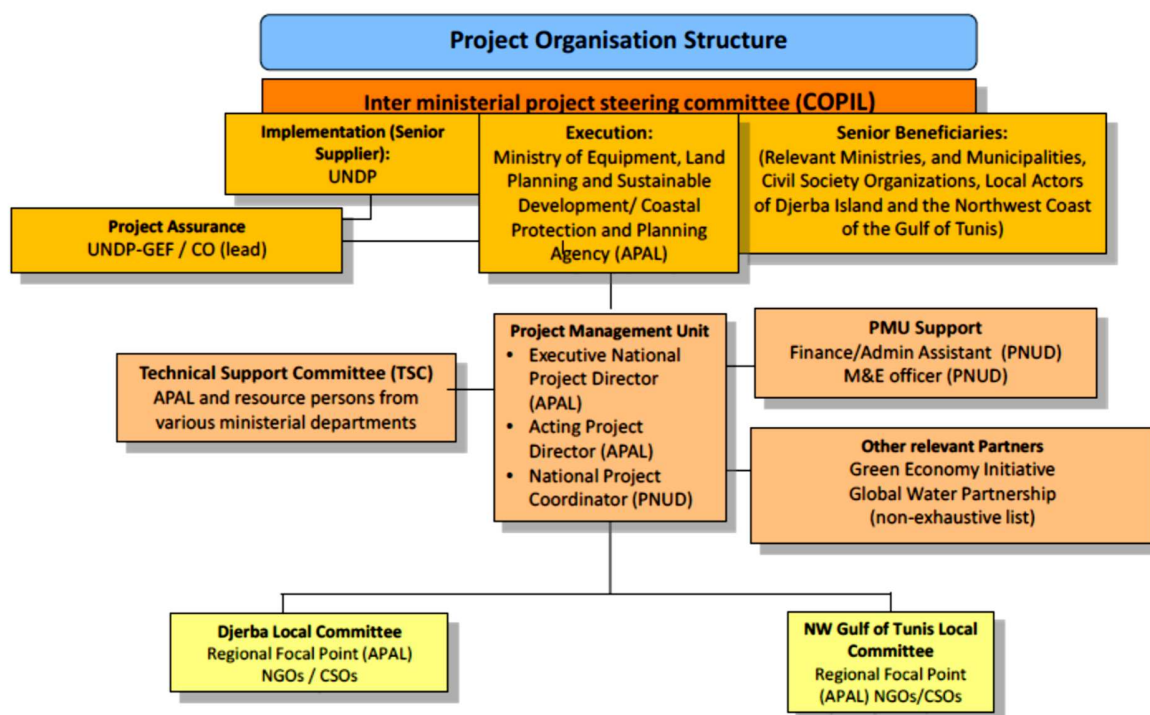 Project Organisation Structure
Inter ministerial project steering committee (COPIL)
Implementation (Senior
Supplier):
UNDP
Execution:
Ministry of Equipment, Land
Planning and Sustainable
Development/ Coastal
Protection and Planning
Agency (APAL)
Senior Beneficiaries:
(Relevant Ministries, and Municipalities,
Civil Society Organizations, Local Actors
of Djerba Island and the Northwest Coast
of the Gulf of Tunis)
Project Assurance
UNDP-GEF / CO (lead)
Project Management Unit
• Executive National
Project Director
(APAL)
• Acting Project
Director (APAL)
• National Project
Coordinator (PNUD)
PMU Support
Finance/Admin Assistant (PNUD)
M&E officer (PNUD)
Technical Support Committee (TSC)
APAL and resource persons from
various ministerial departments
Other relevant Partners
Green Economy Initiative
Global Water Partnership
(non-exhaustive list)
Djerba Local Committee
Regional Focal Point (APAL)
NGOs / CSOs
NW Gulf of Tunis Local
Committee
Regional Focal Point
(APAL) NGOs/CSOs